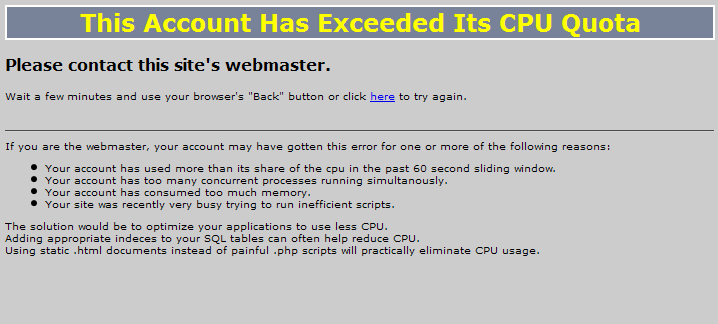 This Account Has Exceeded Its CPU Quota
Please contact this site's webmaster.
Wait a few minutes and use your browser's "Back" button or click here to try again.
If you are the webmaster, your account may have gotten this error for one or more of the following reasons:
Your account has used more than its share of the cpu in the past 60 second sliding window.
Your account has too many concurrent processes running simultanously.
Your account has consumed too much memory.
Your site was recently very busy trying to run inefficient scripts.
The solution would be to optimize your applications to use less CPU.
Adding appropriate indeces to your SQL tables can often help reduce CPU.
Using static .html documents instead of painful .php scripts will practically eliminate CPU usage.